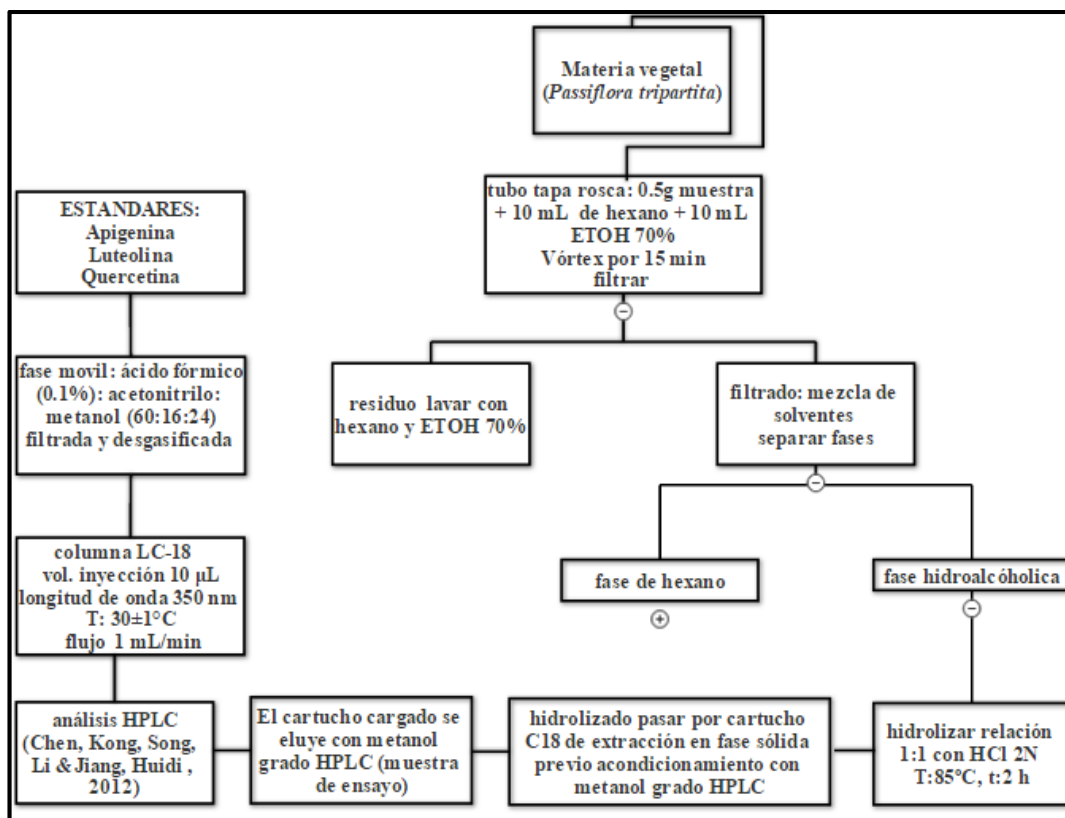 Materia vegetal
(Passiflora tripartita)
tubo tapa rosca: 0.5g muestra
+ 10 mL de hexano + 10 mL
ETOH 70%
Vórtex por 15 min
filtrar
ESTANDARES:
Apigenina
Luteolina
Quercetina
fase movil: ácido fórmico
(0.1%): acetonitrilo:
metanol (60:16:24)
filtrada y desgasificada
residuo lavar con
hexano y ETOH 70%
filtrado: mezcla de
solventes
separar fases
columna LC-18
vol. inyección 10 µL
longitud de onda 350 nm
T: 30±1°C
flujo 1 mL/min
fase de hexano
fase hidroalcóholica
análisis HPLC
(Chen, Kong, Song,
Li & Jiang, Huidi ,
2012)
El cartucho cargado se
eluye con metanol
grado HPLC (muestra
de ensayo)
hidrolizado pasar por cartucho
C18 de extracción en fase sólida
previo acondicionamiento con
metanol grado HPLC
hidrolizar relación
1:1 con HCl 2N
T:85°C, t:2 h